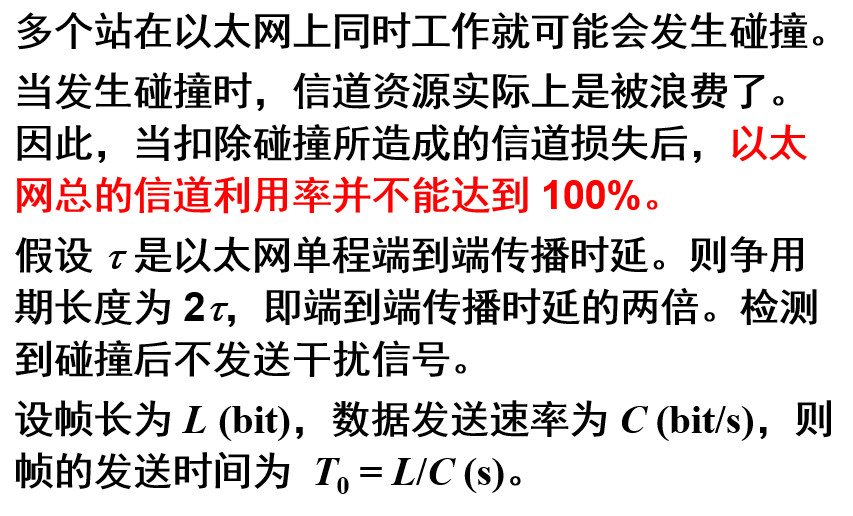 多个站在以太网上同时工作就可能会发生碰撞。
当发生碰撞时，信道资源实际上是被浪费了。
因此，当扣除碰撞所造成的信道损失后，以太
网总的信道利用率并不能达到 100%。
假设 τ 是以太网单程端到端传播时延。则争用
期长度为 2τ，即端到端传播时延的两倍。检测
到碰撞后不发送干扰信号。
设帧长为 L (bit)，数据发送速率为 C (bit/s)，则
帧的发送时间为 T₀ = L/C (s)。